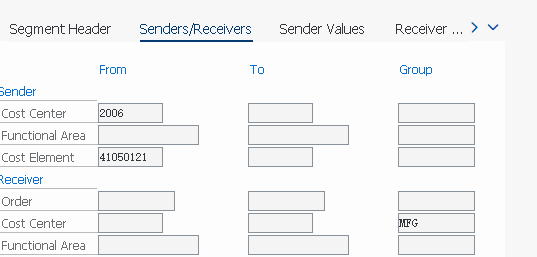 Segment Header Senders/Receivers Sender Values Receiver ...
From To Group
Sender
Cost Center 2006
Functional Area
Cost Element 41050121
Receiver
Order
Cost Center MFG
Functional Area